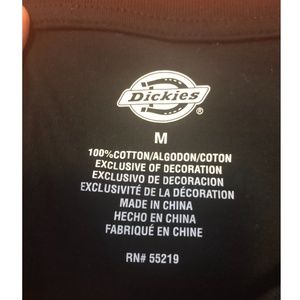 Dickies
®
M
100%COTTON/ALGODON/COTON
EXCLUSIVE OF DECORATION
EXCLUSIVO DE DECORACION
EXCLUSIVITÉ DE LA DÉCORATION
MADE IN CHINA
HECHO EN CHINA
FABRIQUÉ EN CHINE
RN# 55219